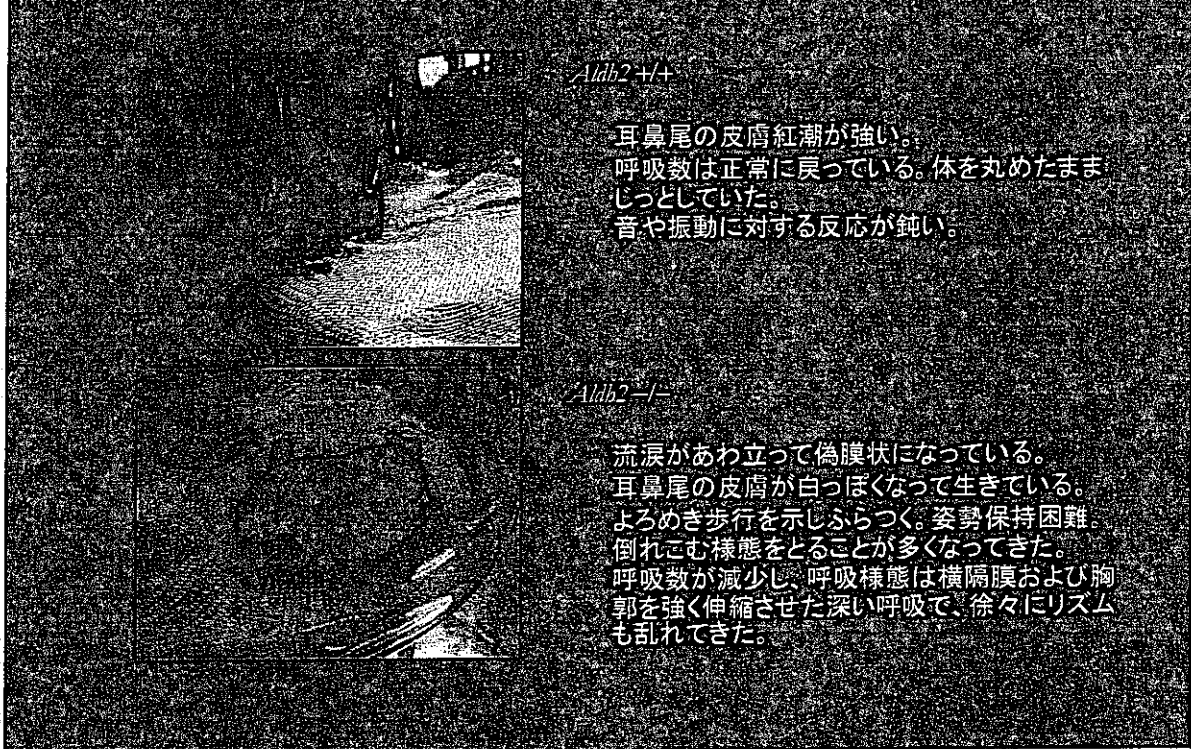 Aldh2 +/+
耳鼻尾の皮膚紅潮が強い。
呼吸数は正常に戻っている。体を丸めたまま
じっとしていた。
音や振動に対する反応が鈍い。
Aldh2 −/−
流涙があわ立って偽膜状になっている。
耳鼻尾の皮膚が白っぽくなって生きている。
よろめき歩行を示しふらつく。姿勢保持困難。
倒れこむ様態をとることが多くなってきた。
呼吸数が減少し、呼吸様態は横隔膜および胸
郭を強く伸縮させた深い呼吸で、徐々にリズム
も乱れてきた。